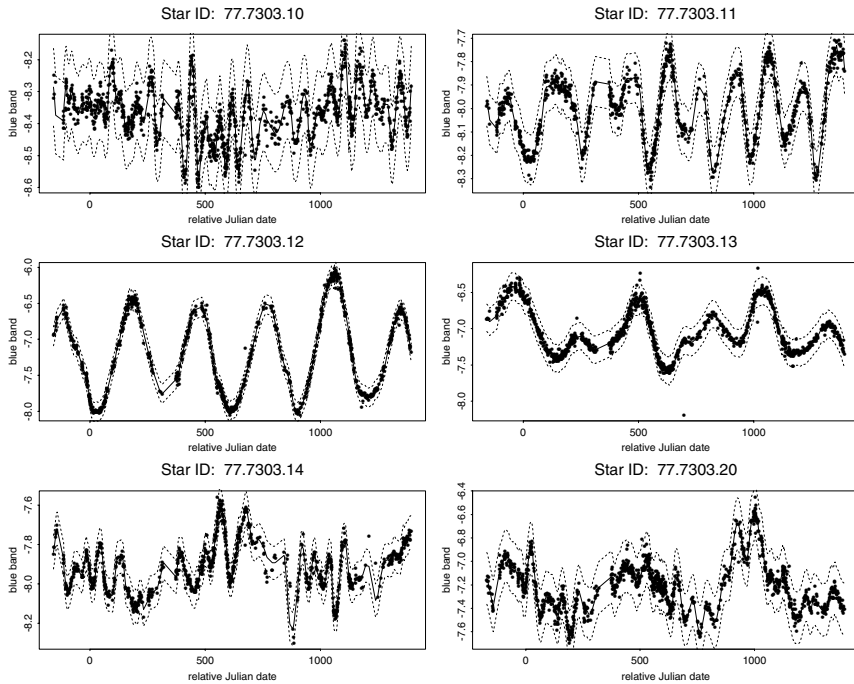 Star ID: 77.7303.10
blue band
-8.2
-8.3
-8.4
-8.5
-8.6
0
500
1000
relative Julian date
Star ID: 77.7303.11
blue band
-7.7
-7.9
-8.0
-8.1
-8.2
-8.3
0
500
1000
relative Julian date
Star ID: 77.7303.12
blue band
-6.0
-6.5
-7.0
-7.5
-8.0
0
500
1000
relative Julian date
Star ID: 77.7303.13
blue band
-6.5
-7.0
-7.5
-8.0
0
500
1000
relative Julian date
Star ID: 77.7303.14
blue band
-7.6
-7.8
-8.0
-8.2
0
500
1000
relative Julian date
Star ID: 77.7303.20
blue band
-6.4
-6.6
-6.8
-7.0
-7.2
-7.4
-7.6
0
500
1000
relative Julian date